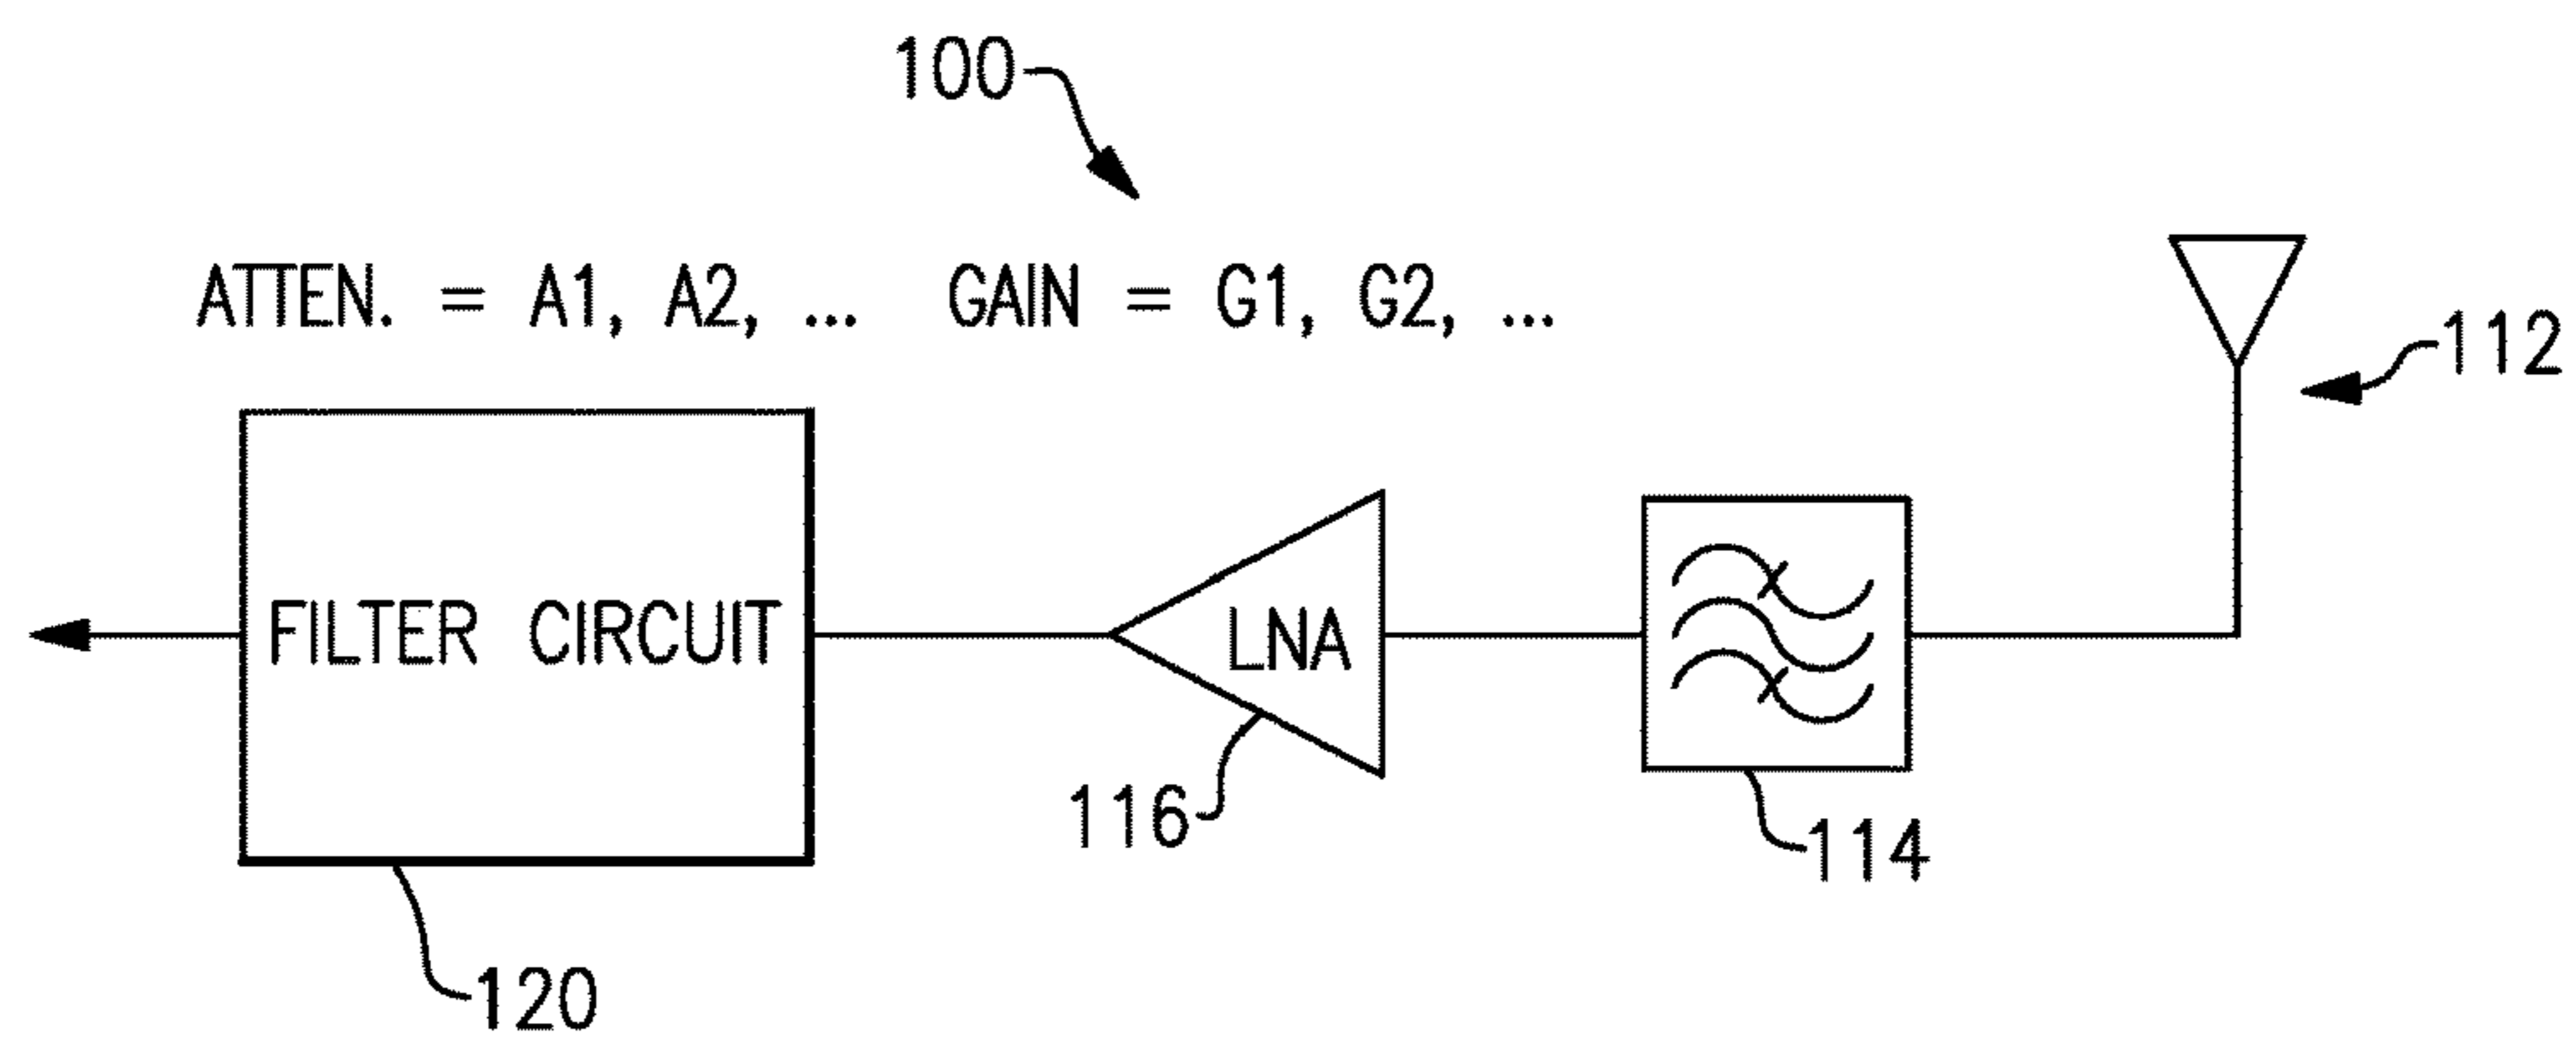 100
ATTEN. = A1, A2, ... GAIN = G1, G2, ...
112
FILTER CIRCUIT
LNA
116
114
120